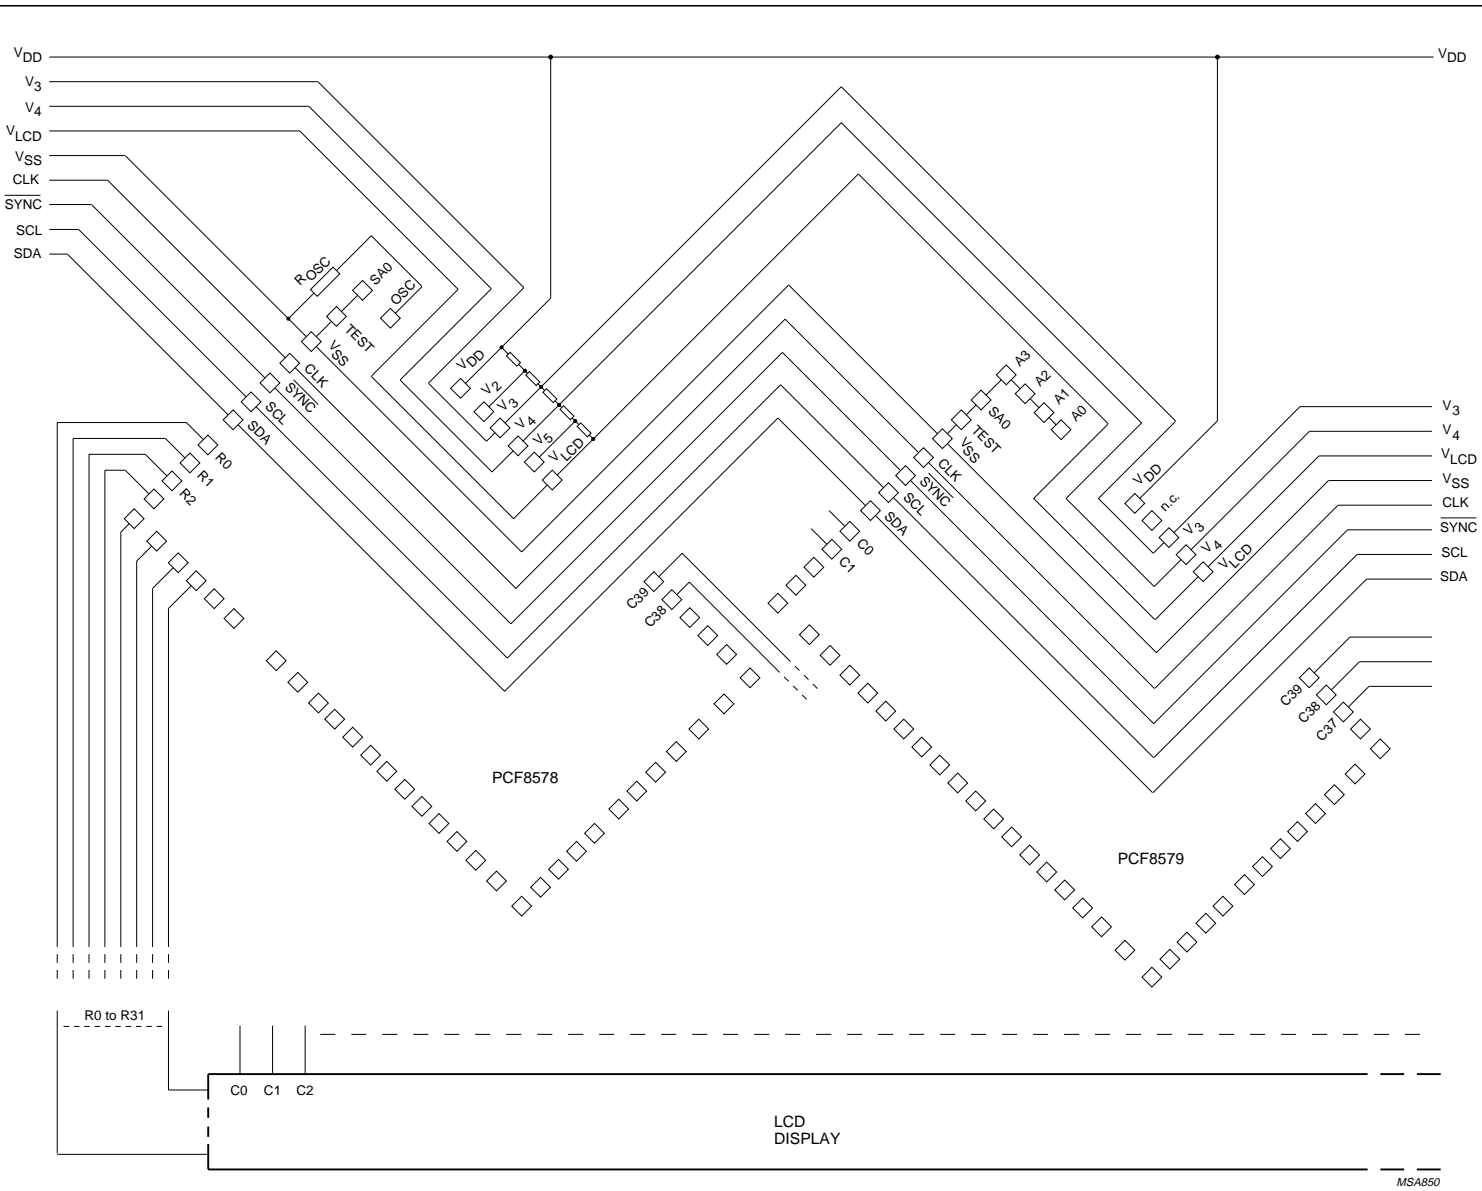 VDD
V3
V4
VLCD
VSS
CLK
SYNC
SCL
SDA
VDD
ROSC
SA0
OSC
TEST
VSS
CLK
SYNC
SCL
SDA
R0
R1
R2
VDD
V2
V3
V4
V5
VLCD
A3
A2
A1
A0
SA0
TEST
VSS
CLK
SYNC
SCL
SDA
C0
C1
C39
C38
VDD
n.c.
V3
V4
VLCD
V3
V4
VLCD
VSS
CLK
SYNC
SCL
SDA
C39
C38
C37
PCF8578
PCF8579
R0 to R31
C0 C1 C2
LCD
DISPLAY
MSA850